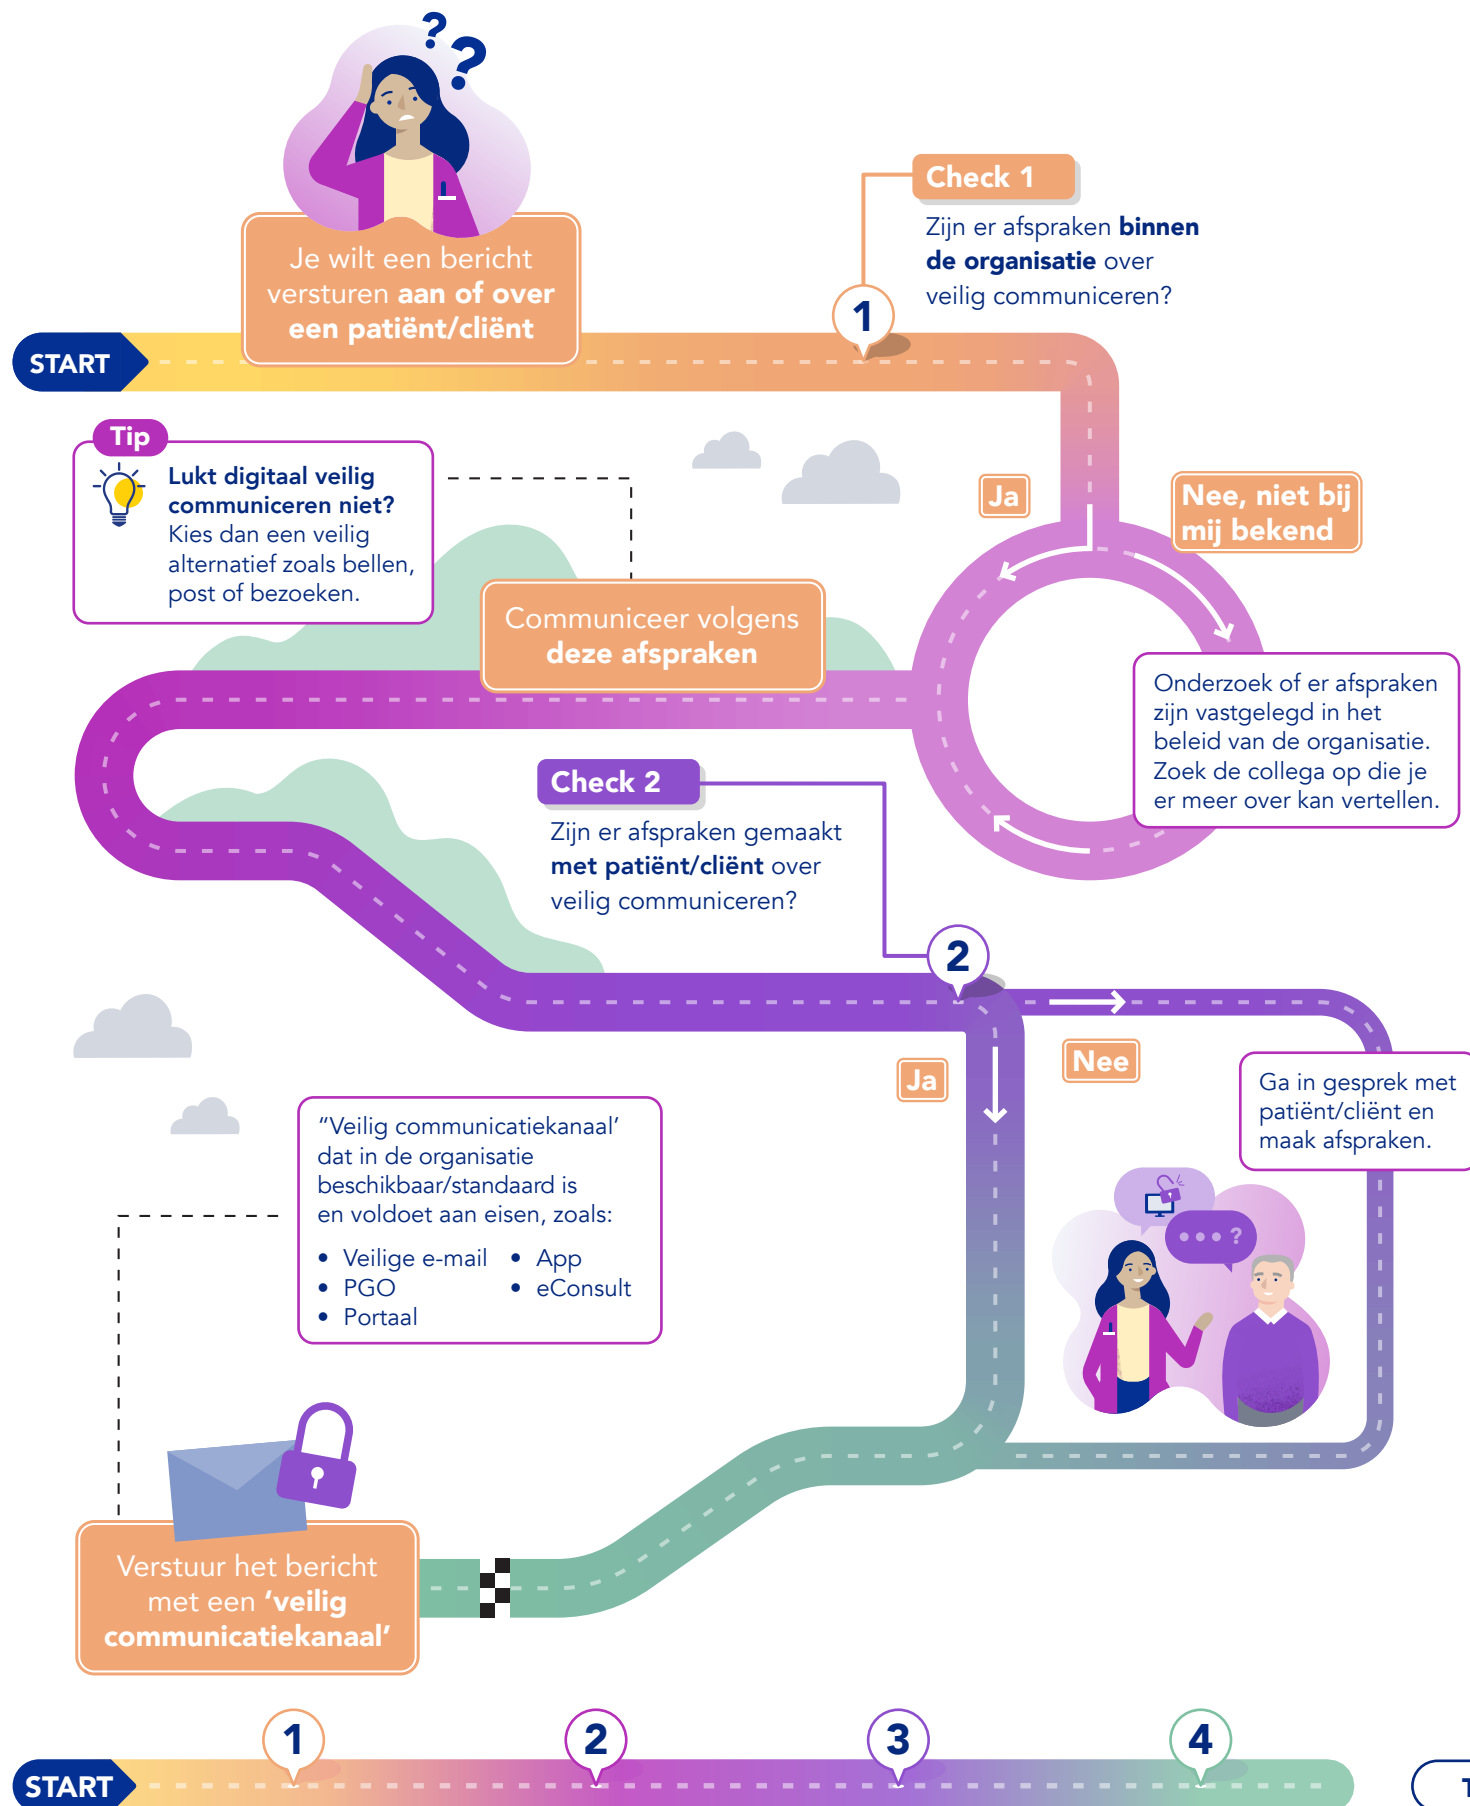 ??
Je wilt een bericht
versturen aan of over
een patiënt/cliënt
Check 1
Zijn er afspraken binnen
de organisatie over
veilig communiceren?
1
START
Tip
Lukt digitaal veilig
communiceren niet?
Kies dan een veilig
alternatief zoals bellen,
post of bezoeken.
Ja
Nee, niet bij
mij bekend
Communiceer volgens
deze afspraken
Onderzoek of er afspraken
zijn vastgelegd in het
beleid van de organisatie.
Zoek de collega op die je
er meer over kan vertellen.
Check 2
Zijn er afspraken gemaakt
met patiënt/cliënt over
veilig communiceren?
2
Ja
Nee
Ga in gesprek met
patiënt/cliënt en
maak afspraken.
?
“Veilig communicatiekanaal’
dat in de organisatie
beschikbaar/standaard is
en voldoet aan eisen, zoals:
• Veilige e-mail
• PGO
• Portaal
• App
• eConsult
Verstuur het bericht
met een ‘veilig
communicatiekanaal’
START
1
2
3
4